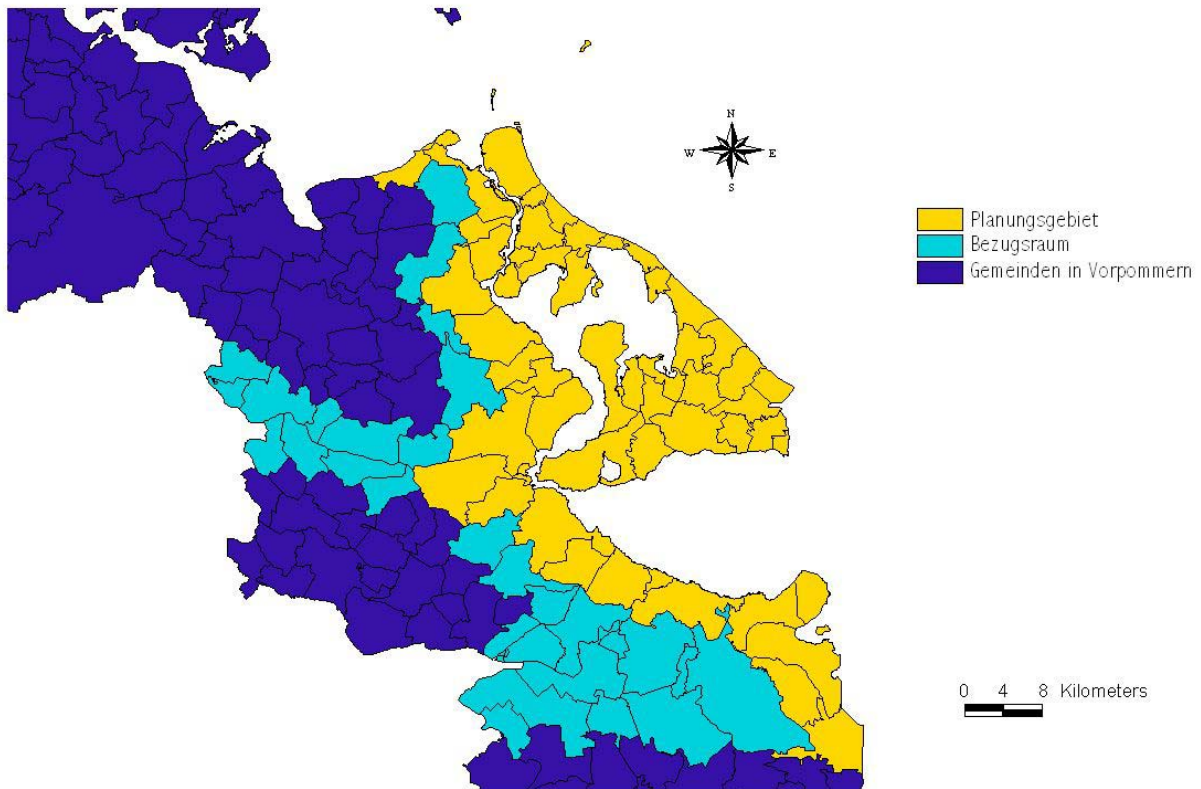 N
W E
S
Planungsgebiet
Bezugsraum
Gemeinden in Vorpommern
0 4 8 Kilometers